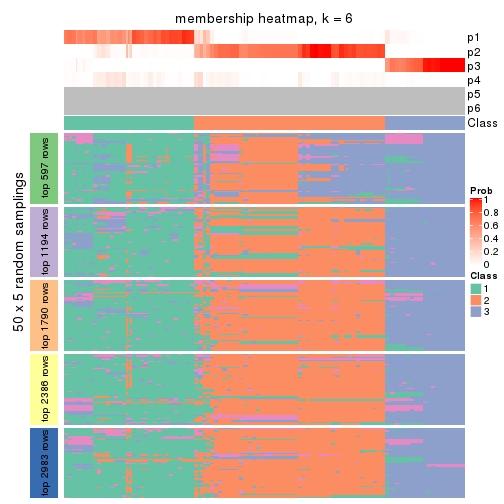 membership heatmap, k = 6
p1
p2
p3
p4
p5
p6
Class
50 x 5 random samplings
top 597 rows
top 1194 rows
top 1790 rows
top 2386 rows
top 2983 rows
Prob
1
0.8
0.6
0.4
0.2
0
Class
1
2
3